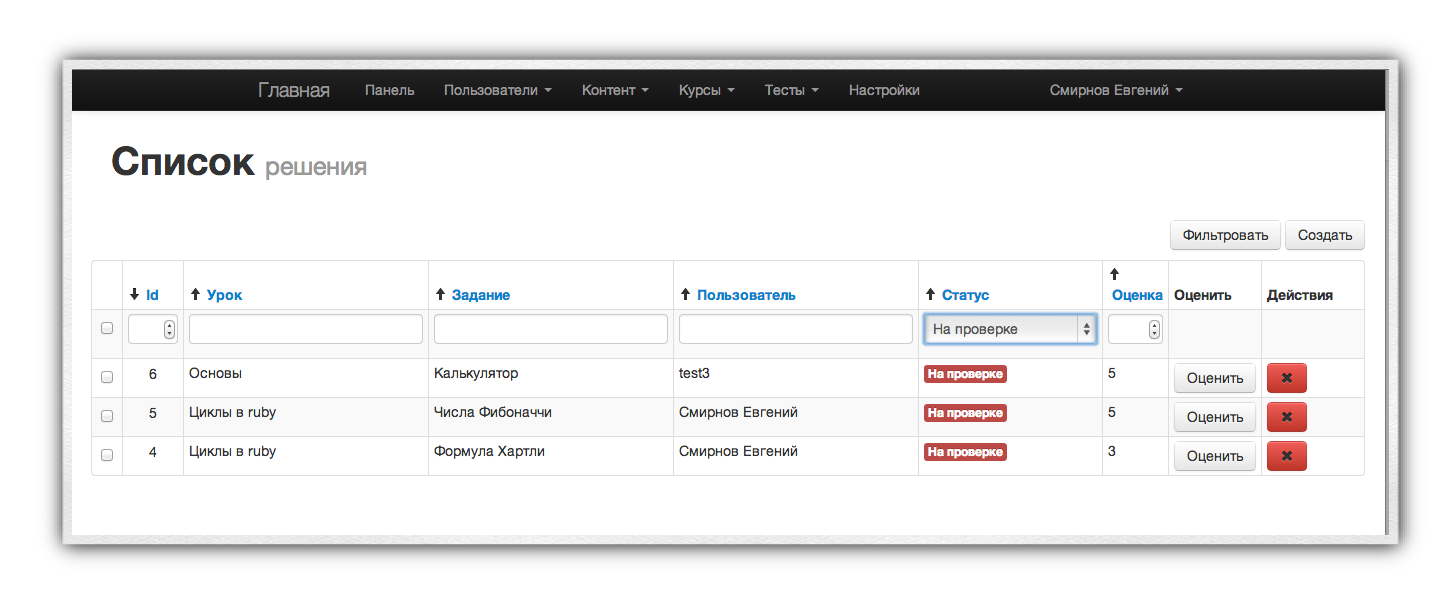 Главная Панель Пользователи Контент Курсы Тесты Настройки Смирнов Евгений
Список решения
Фильтровать Создать
Id Урок Задание Пользователь Статус Оценка Оценить Действия
На проверке
6 Основы Калькулятор test3 На проверке 5 Оценить
5 Циклы в ruby Числа Фибоначчи Смирнов Евгений На проверке 5 Оценить
4 Циклы в ruby Формула Хартли Смирнов Евгений На проверке 3 Оценить